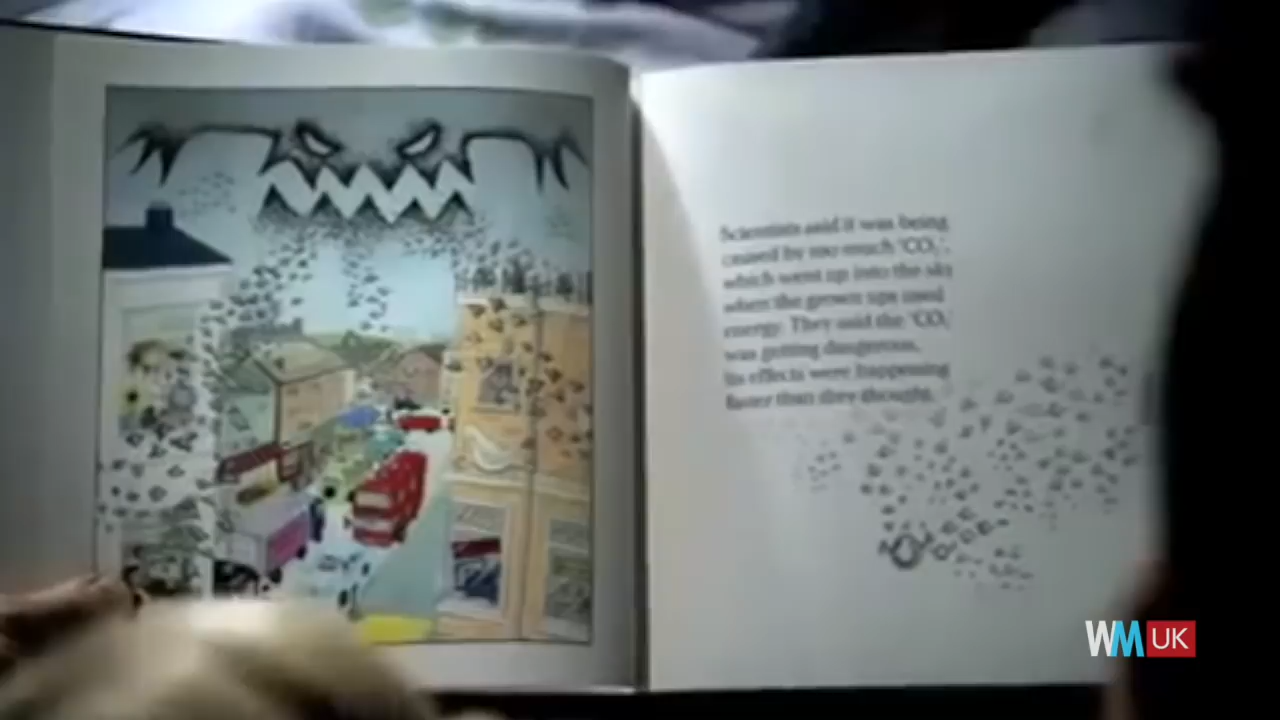 Scientists said it was being
caused by too much 'CO₂',
which went up into the sky
when the grown ups used
energy. They said the 'CO₂'
was getting dangerous,
its effects were happening
faster than they thought.
WM UK